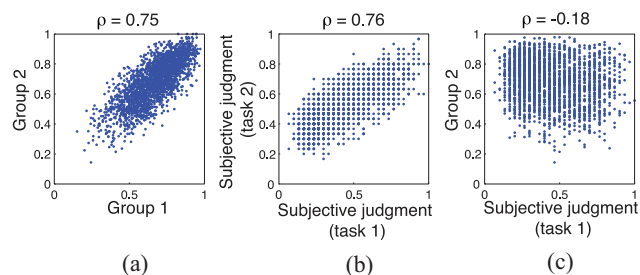 ρ = 0.75
1
0.8
0.6
0.4
0.2
0
0
0.5
1
Group 2
Group 1
(a)
ρ = 0.76
1
0.8
0.6
0.4
0.2
0
0
0.5
1
Subjective judgment
(task 2)
Subjective judgment
(task 1)
(b)
ρ = -0.18
1
0.8
0.6
0.4
0.2
0
0
0.5
1
Group 2
Subjective judgment
(task 1)
(c)